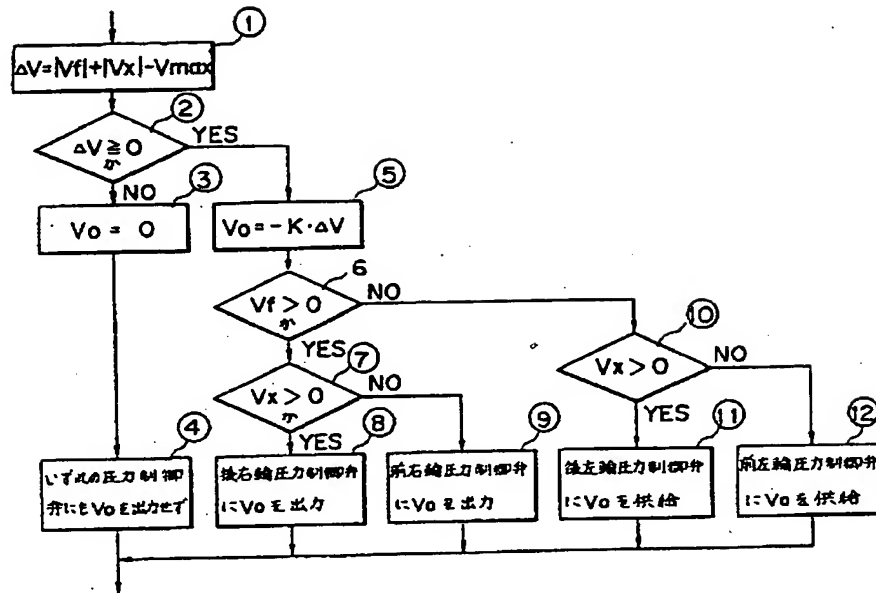 ①
ΔV=|Vf|+|Vx|-Vmax
②
ΔV≧0
か
YES
NO
③
Vo = 0
⑤
Vo=-K・ΔV
6
Vf>0
か
NO
YES
⑦
Vx>0
か
NO
YES
⑩
Vx>0
NO
YES
④
いずれの圧力制御
弁にもVoを出力せず
⑧
後右輪圧力制御弁
にVoを出力
⑨
前右輪圧力制御弁
にVoを出力
⑪
後左輪圧力制御弁
にVoを供給
⑫
前左輪圧力制御弁
にVoを供給